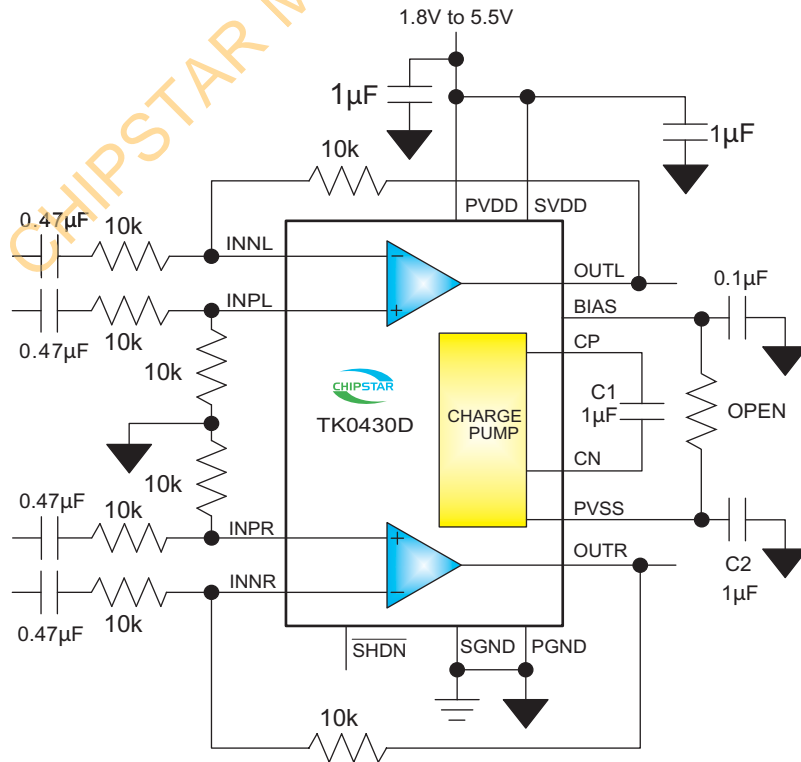 1.8V to 5.5V
CHIPSTAR M
1µF
1µF
10k
PVDD SVDD
0.47µF
10k
INNL
OUTL
0.1µF
INPL
BIAS
0.47µF
10k
CP
10k
CHIPSTAR
TK0430D
CHARGE
PUMP
C1
1µF
OPEN
CN
10k
0.47µF
10k
INPR
PVSS
OUTR
C2
1µF
INNR
0.47µF
10k
SHDN
SGND
PGND
10k